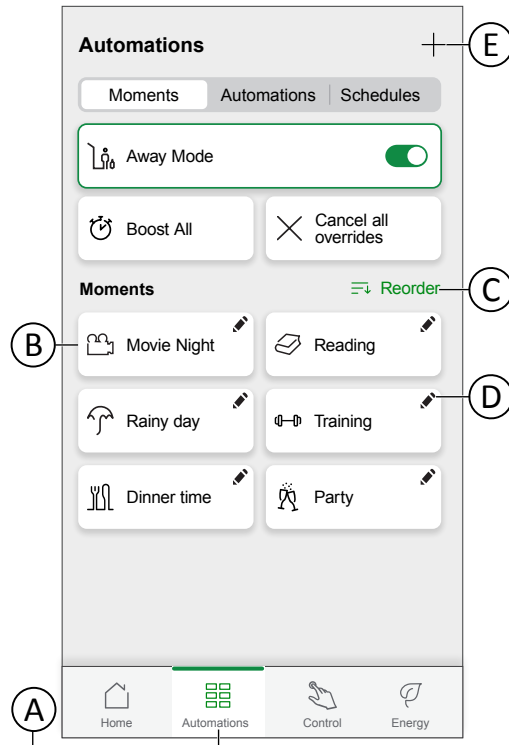 Automations
E
Moments Automations Schedules
Away Mode
Boost All
Cancel all
overrides
Moments
Reorder
C
B
Movie Night
Reading
D
Rainy day
Training
Dinner time
Party
A
Home Automations Control Energy